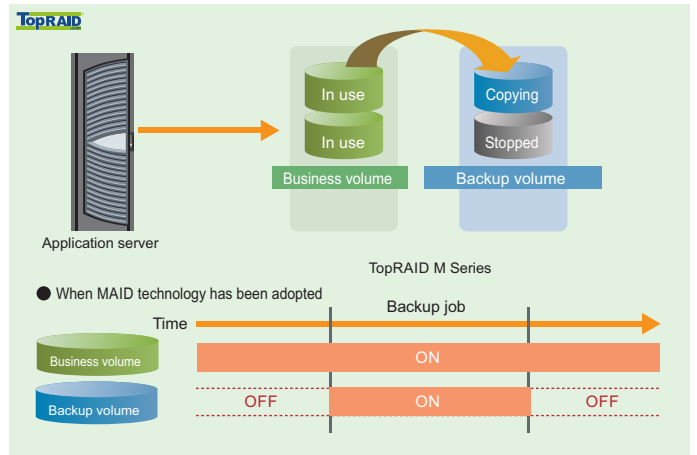 TopRAID
In use
Copying
In use
Stopped
Business volume
Backup volume
Application server
TopRAID M Series
● When MAID technology has been adopted
Backup job
Time
Business volume
ON
Backup volume
OFF
ON
OFF